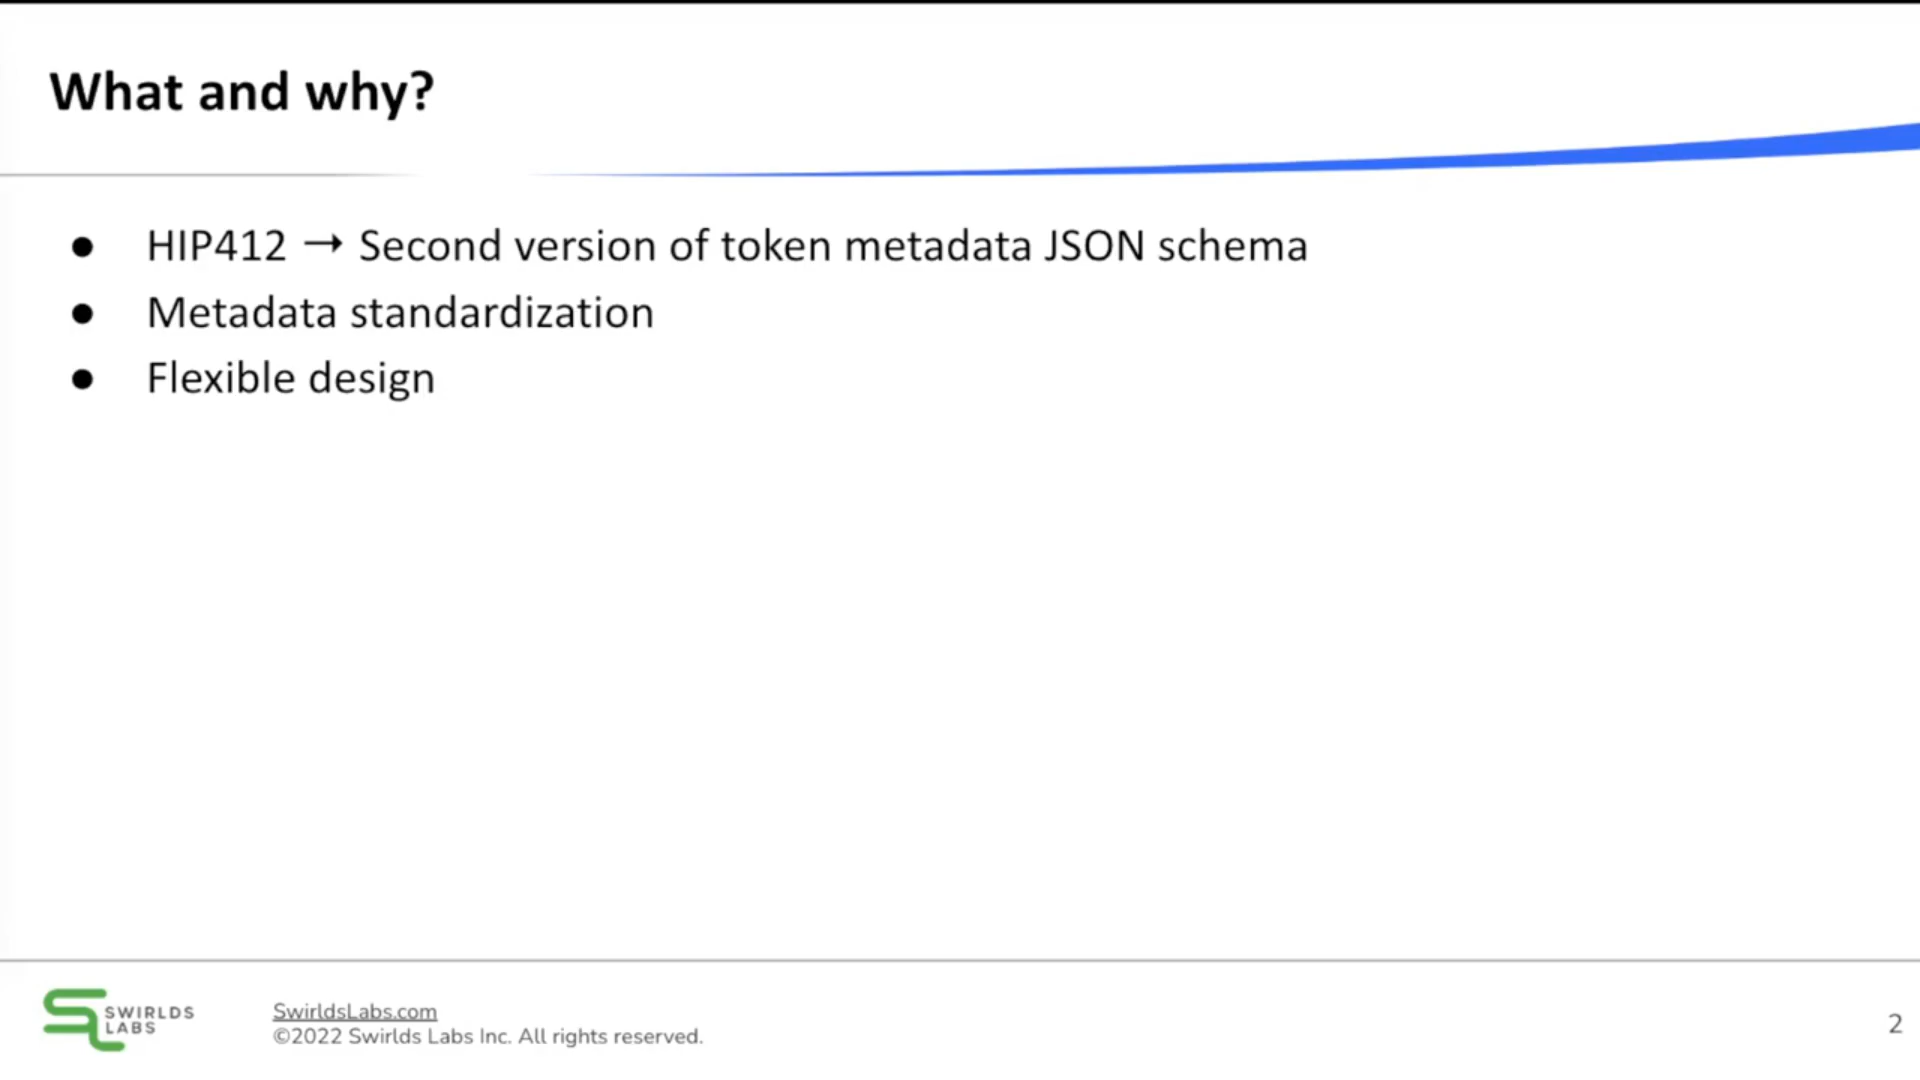 What and why?
● HIP412 → Second version of token metadata JSON schema
● Metadata standardization
● Flexible design
SWIRLDS
LABS
SwirldsLabs.com
©2022 Swirlds Labs Inc. All rights reserved.
2